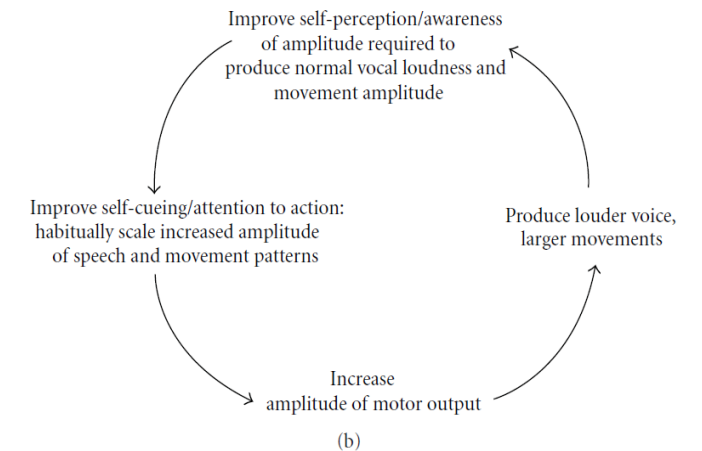 Improve self-perception/awareness
of amplitude required to
produce normal vocal loudness and
movement amplitude
Improve self-cueing/attention to action:
habitually scale increased amplitude
of speech and movement patterns
Produce louder voice,
larger movements
Increase
amplitude of motor output
(b)